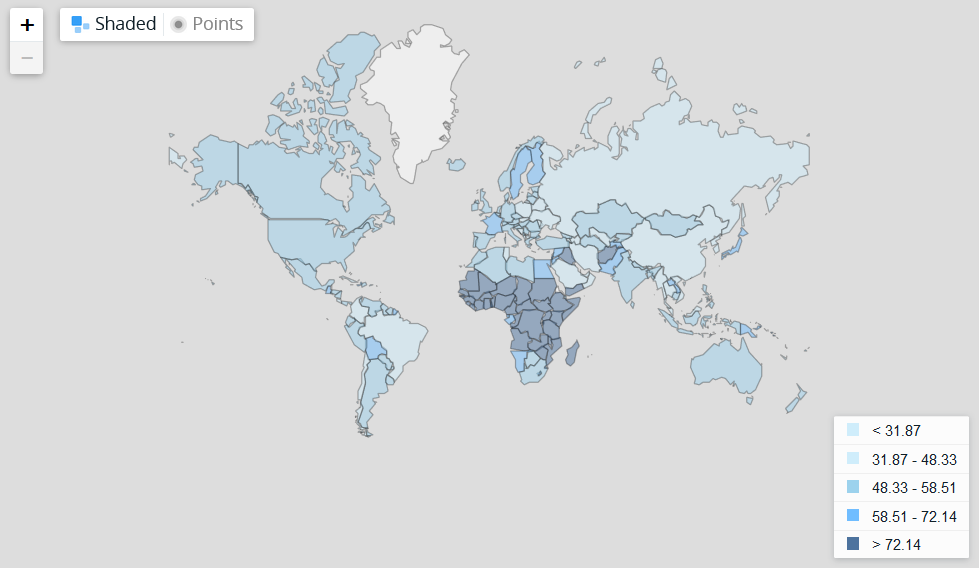 +
Shaded
Points
−
< 31.87
31.87 - 48.33
48.33 - 58.51
58.51 - 72.14
> 72.14